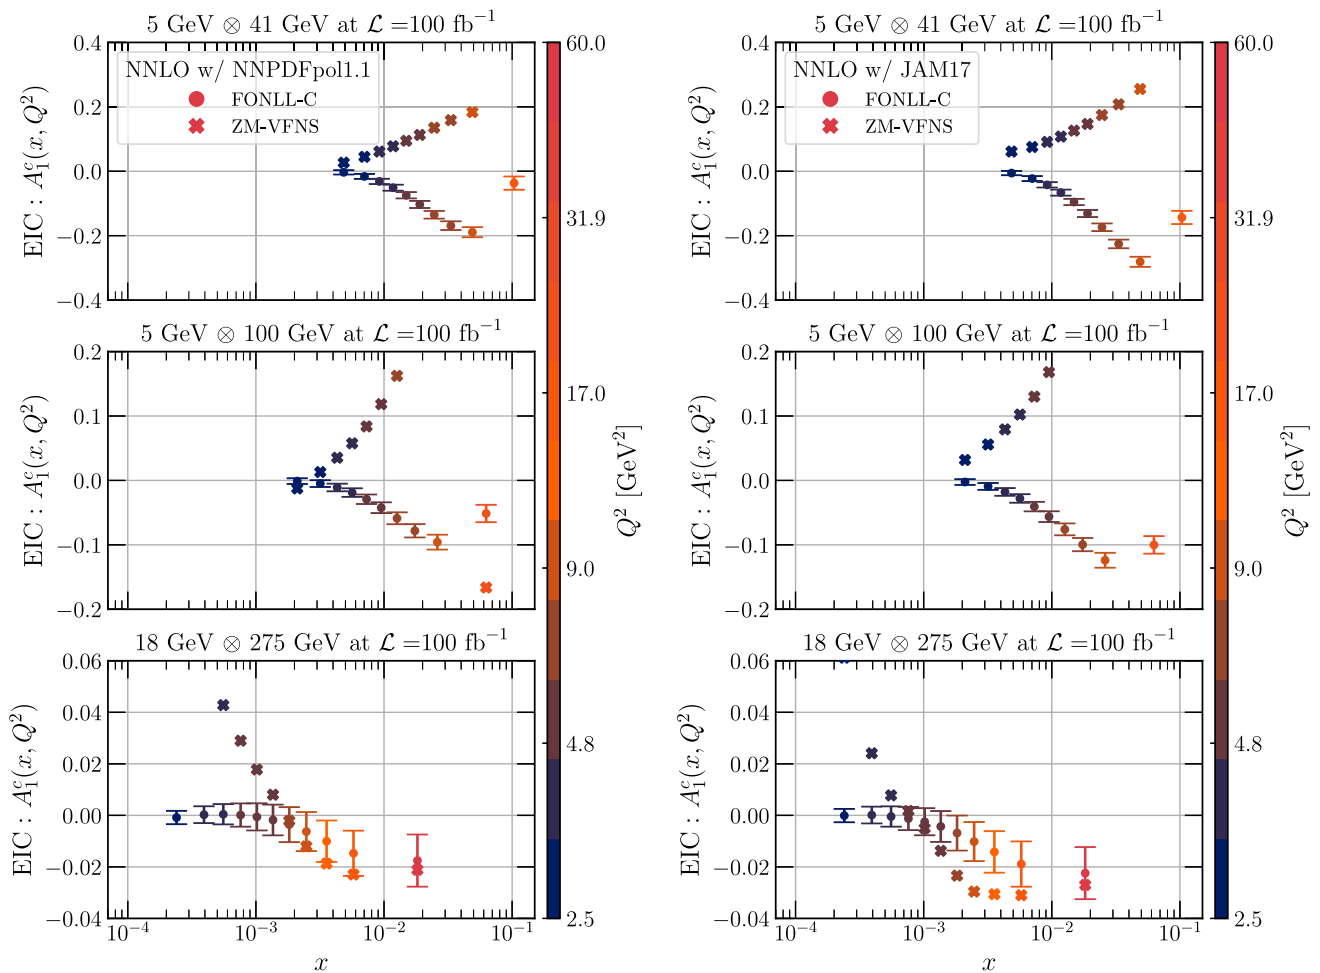 5 GeV ⊗ 41 GeV at ℒ =100 fb⁻¹
NNLO w/ NNPDFpol1.1
FONLL-C
ZM-VFNS
EIC : A₁ᶜ(x, Q²)
0.4
0.2
0.0
−0.2
−0.4
5 GeV ⊗ 100 GeV at ℒ =100 fb⁻¹
EIC : A₁ᶜ(x, Q²)
0.2
0.1
0.0
−0.1
−0.2
18 GeV ⊗ 275 GeV at ℒ =100 fb⁻¹
EIC : A₁ᶜ(x, Q²)
0.06
0.04
0.02
0.00
−0.02
−0.04
10⁻⁴ 10⁻³ 10⁻² 10⁻¹
x
60.0
31.9
17.0
9.0
4.8
2.5
Q² [GeV²]
5 GeV ⊗ 41 GeV at ℒ =100 fb⁻¹
NNLO w/ JAM17
FONLL-C
ZM-VFNS
EIC : A₁ᶜ(x, Q²)
0.4
0.2
0.0
−0.2
−0.4
5 GeV ⊗ 100 GeV at ℒ =100 fb⁻¹
EIC : A₁ᶜ(x, Q²)
0.2
0.1
0.0
−0.1
−0.2
18 GeV ⊗ 275 GeV at ℒ =100 fb⁻¹
EIC : A₁ᶜ(x, Q²)
0.06
0.04
0.02
0.00
−0.02
−0.04
10⁻⁴ 10⁻³ 10⁻² 10⁻¹
x
60.0
31.9
17.0
9.0
4.8
2.5
Q² [GeV²]